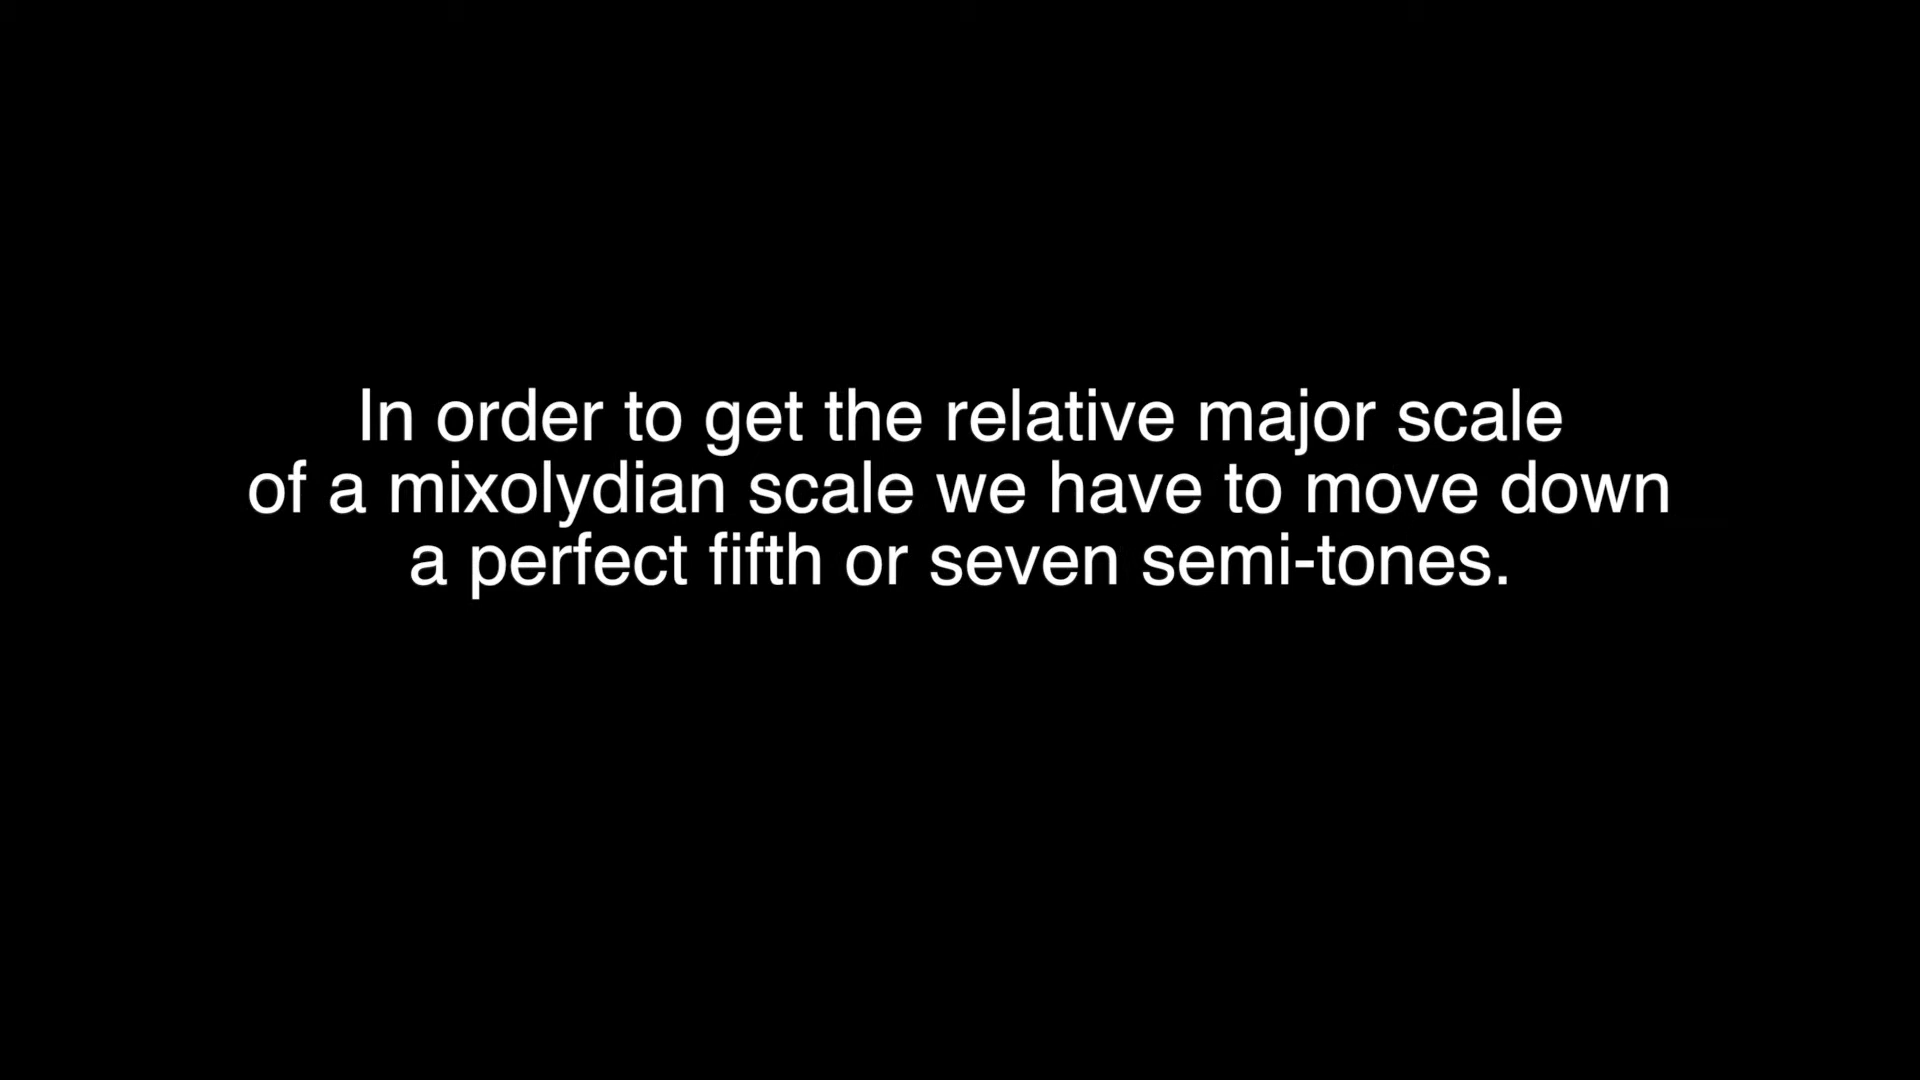 In order to get the relative major scale
of a mixolydian scale we have to move down
a perfect fifth or seven semi-tones.